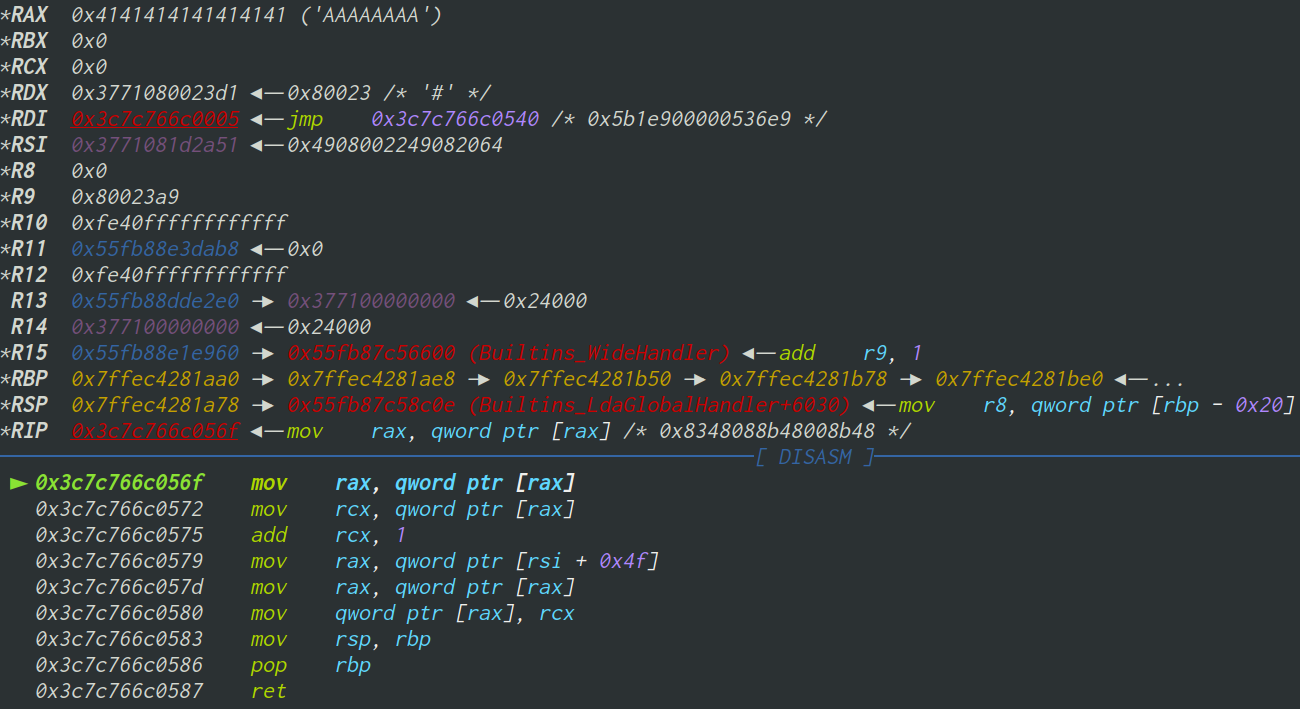 *RAX  0x4141414141414141 ('AAAAAAAA')
*RBX  0x0
*RCX  0x0
*RDX  0x3771080023d1 ◂— 0x80023 /* '#' */
*RDI  0x3c7c766c0005 ◂— jmp    0x3c7c766c0540 /* 0x5b1e900000536e9 */
*RSI  0x3771081d2a51 ◂— 0x4908002249082064
*R8   0x0
*R9   0x80023a9
*R10  0xfe40ffffffffffff
*R11  0x55fb88e3dab8 ◂— 0x0
*R12  0xfe40ffffffffffff
 R13  0x55fb88dde2e0 —▸ 0x377100000000 ◂— 0x24000
 R14  0x377100000000 ◂— 0x24000
*R15  0x55fb88e1e960 —▸ 0x55fb87c56600 (Builtins_WideHandler) ◂— add    r9, 1
*RBP  0x7ffec4281aa0 —▸ 0x7ffec4281ae8 —▸ 0x7ffec4281b50 —▸ 0x7ffec4281b78 —▸ 0x7ffec4281be0 ◂— ...
*RSP  0x7ffec4281a78 —▸ 0x55fb87c58c0e (Builtins_LdaGlobalHandler+6030) ◂— mov    r8, qword ptr [rbp - 0x20]
*RIP  0x3c7c766c056f ◂— mov    rax, qword ptr [rax] /* 0x8348088b48008b48 */
[ DISASM ]
► 0x3c7c766c056f    mov    rax, qword ptr [rax]
0x3c7c766c0572    mov    rcx, qword ptr [rax]
0x3c7c766c0575    add    rcx, 1
0x3c7c766c0579    mov    rax, qword ptr [rsi + 0x4f]
0x3c7c766c057d    mov    rax, qword ptr [rax]
0x3c7c766c0580    mov    qword ptr [rax], rcx
0x3c7c766c0583    mov    rsp, rbp
0x3c7c766c0586    pop    rbp
0x3c7c766c0587    ret